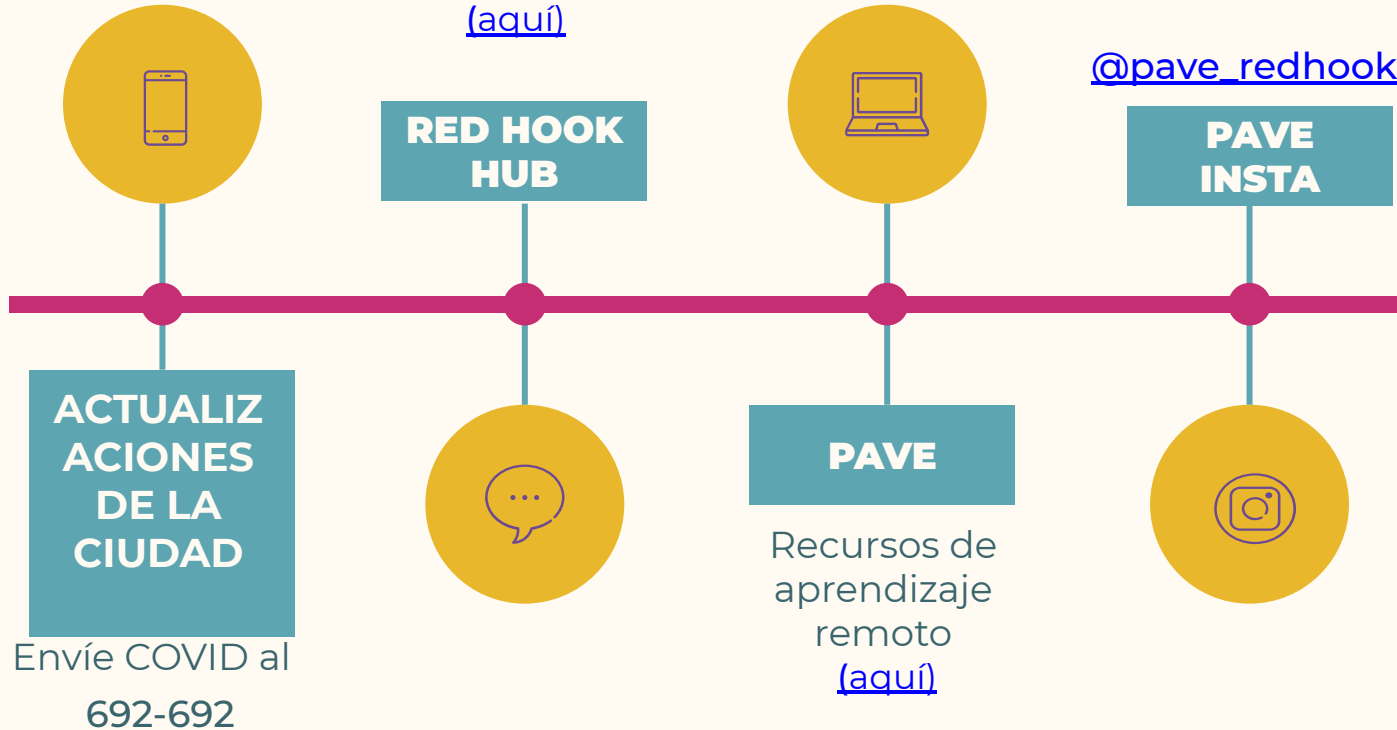 ACTUALIZ
ACIONES
DE LA
CIUDAD
Envíe COVID al
692-692
(aquí)
RED HOOK
HUB
PAVE
Recursos de
aprendizaje
remoto
(aquí)
@pave_redhook
PAVE
INSTA